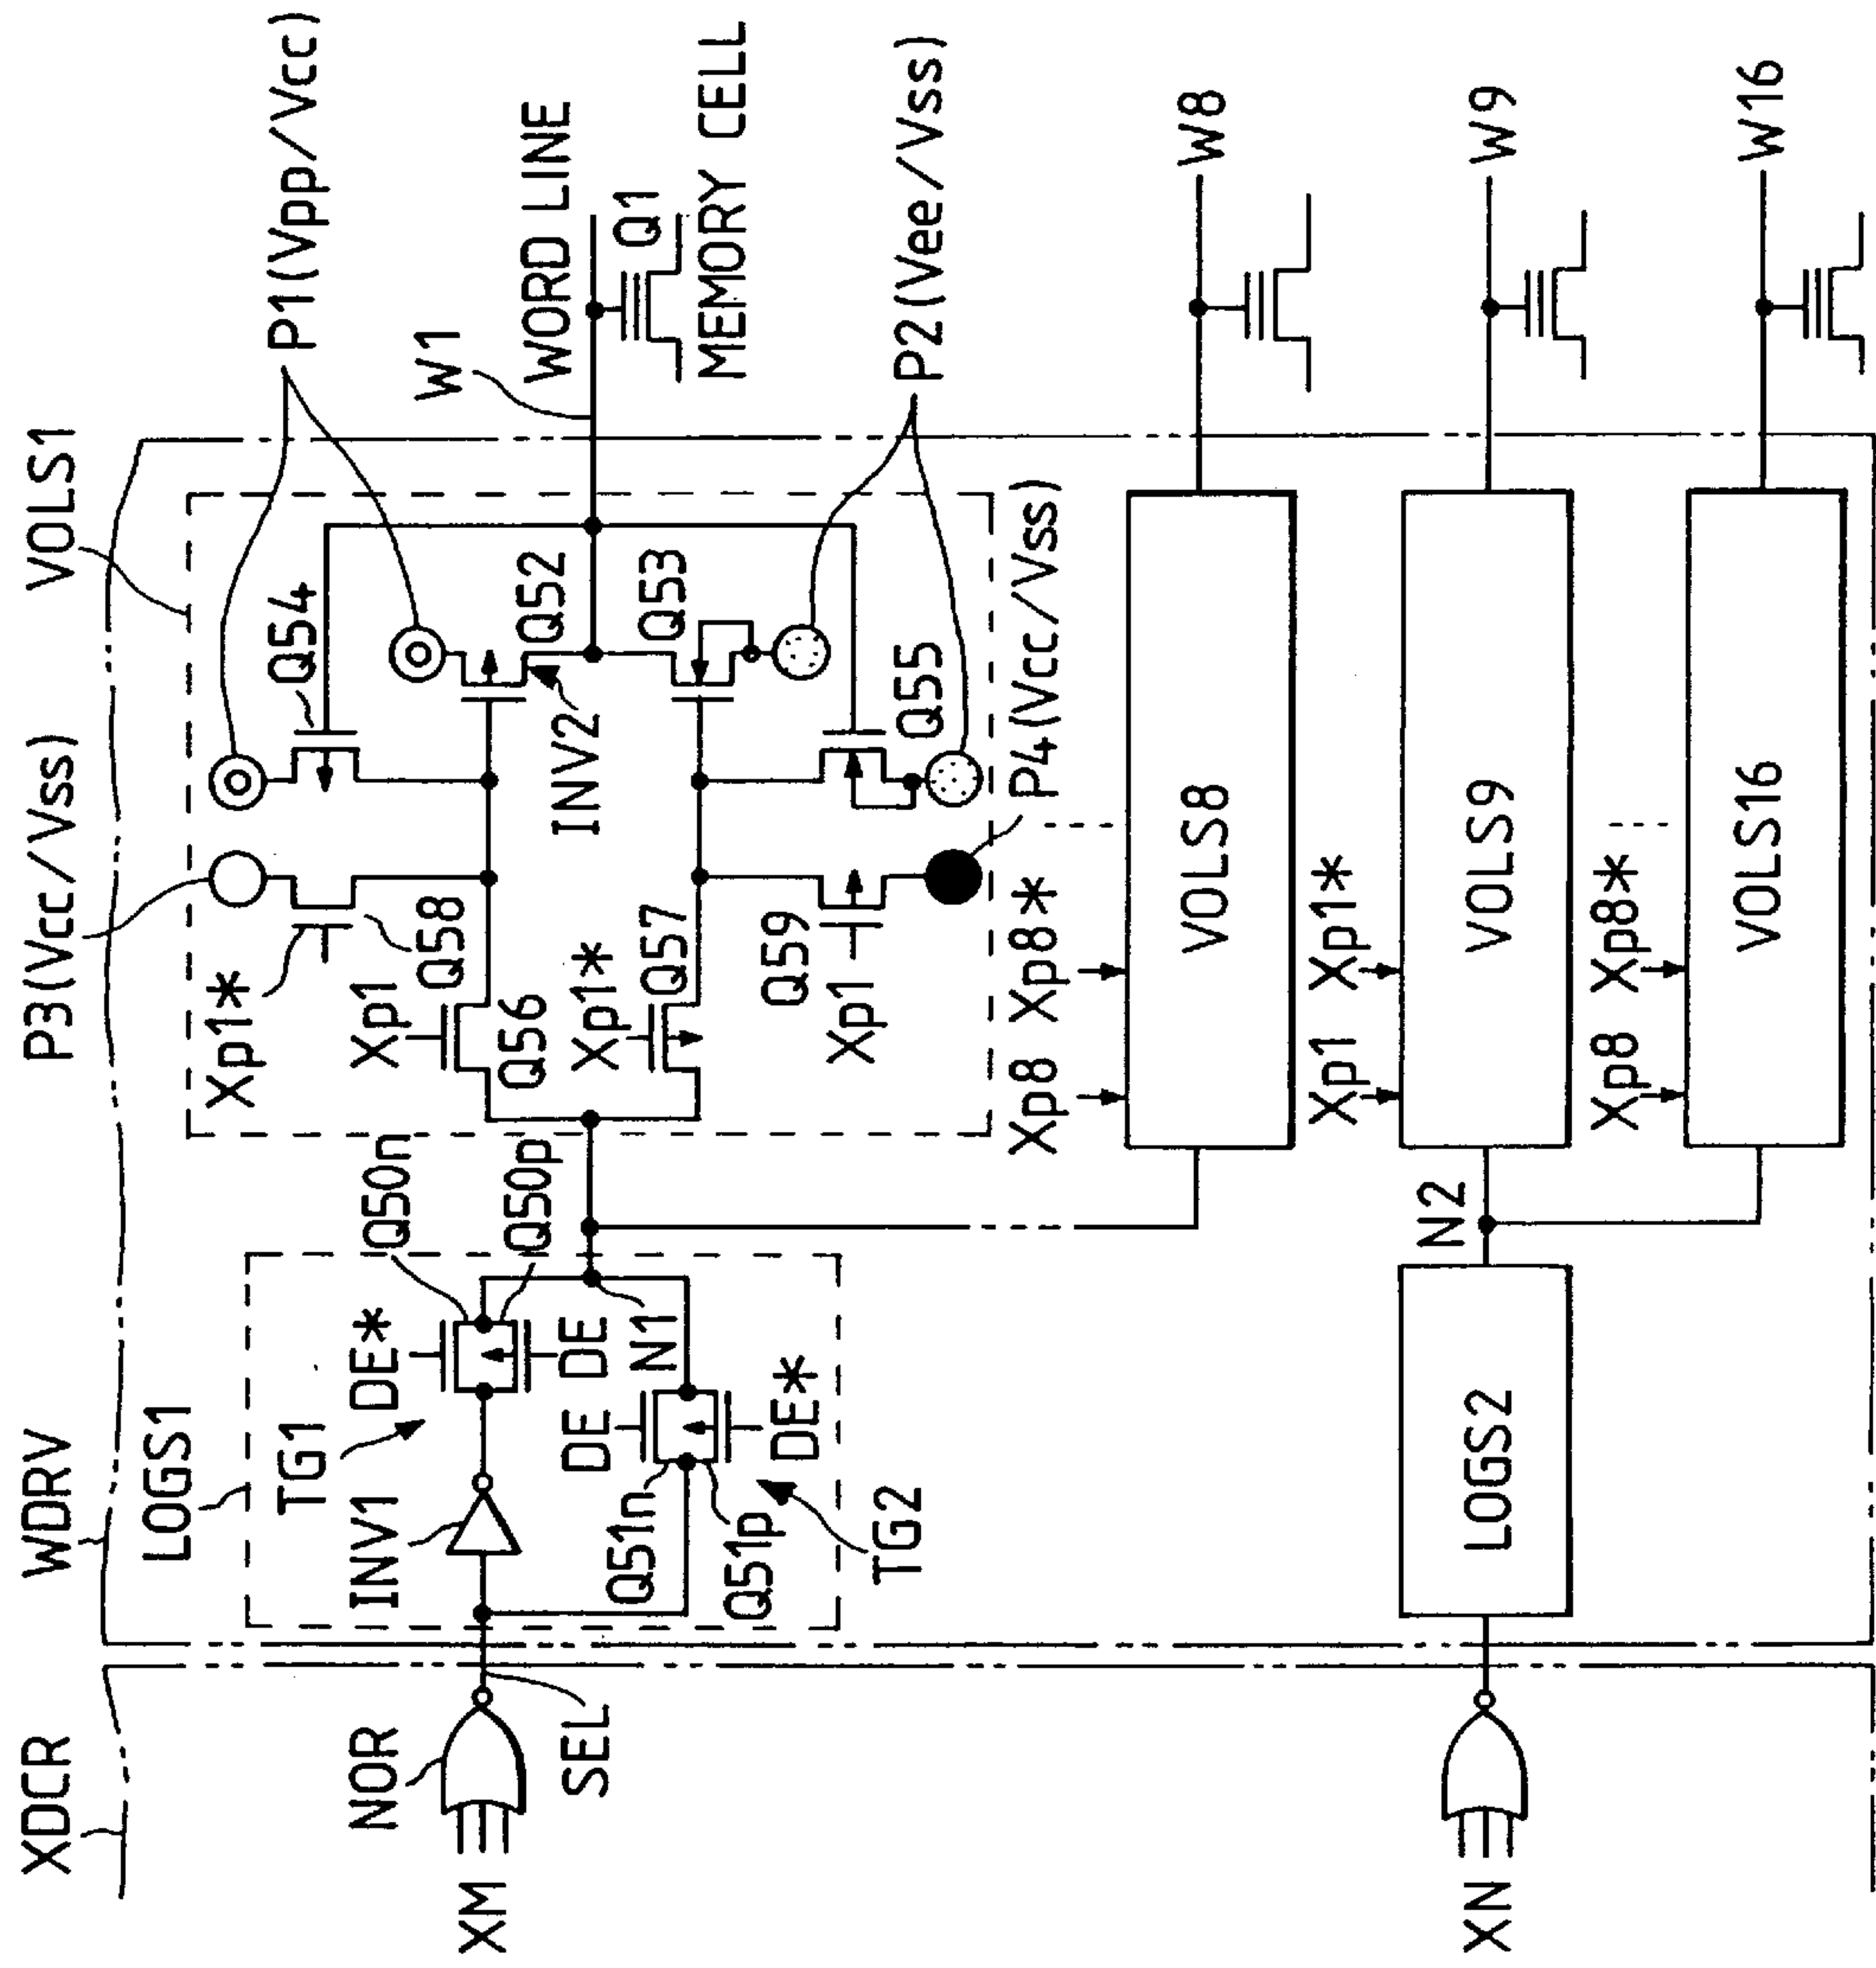 XDCR
WDRV
P3(Vcc/Vss)
VOLS1
LOGS1
Xp1*
Q54
P1(Vpp/Vcc)
TG1
DE*
Q50n
Xp1
Q58
W1
NOR
INV1
Q50p
Q56
Q52
WORD LINE
XM
SEL
DE
DE
N1
Xp1*
INV2
Q57
Q53
Q1
Q51n
MEMORY CELL
Q51p
DE*
Q59
TG2
Xp1
Q55
P2(Vee/Vss)
P4(Vcc/Vss)
Xp8
Xp8*
VOLS8
W8
Xp1
Xp1*
N2
XN
LOGS2
VOLS9
W9
Xp8
Xp8*
VOLS16
W16